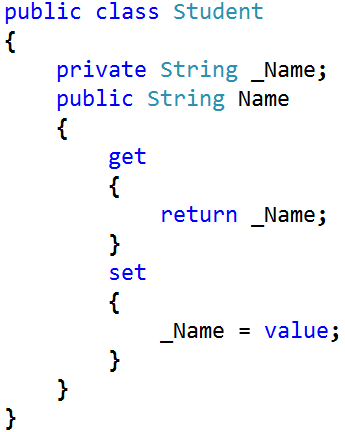 public class Student
{
    private String _Name;
    public String Name
    {
        get
        {
            return _Name;
        }
        set
        {
            _Name = value;
        }
    }
}